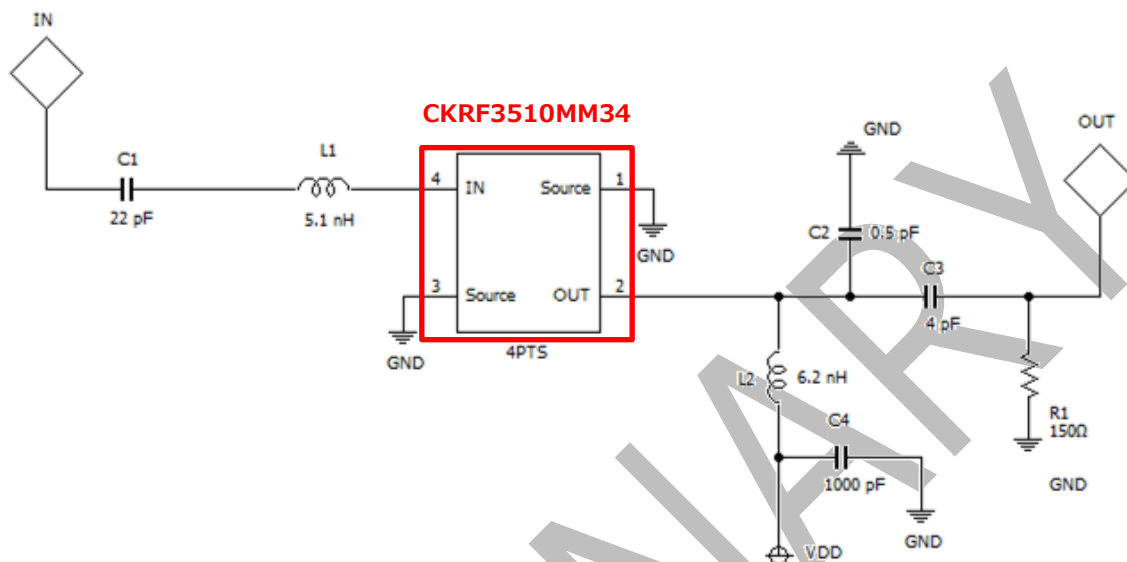 IN
CKRF3510MM34
GND
OUT
C1
L1
4
IN
Source
1
22 pF
5.1 nH
C2
0.5 pF
GND
C3
3
Source
OUT
2
4 pF
GND
4PTS
L2
6.2 nH
R1
150Ω
C4
1000 pF
GND
GND
VDD
NARY